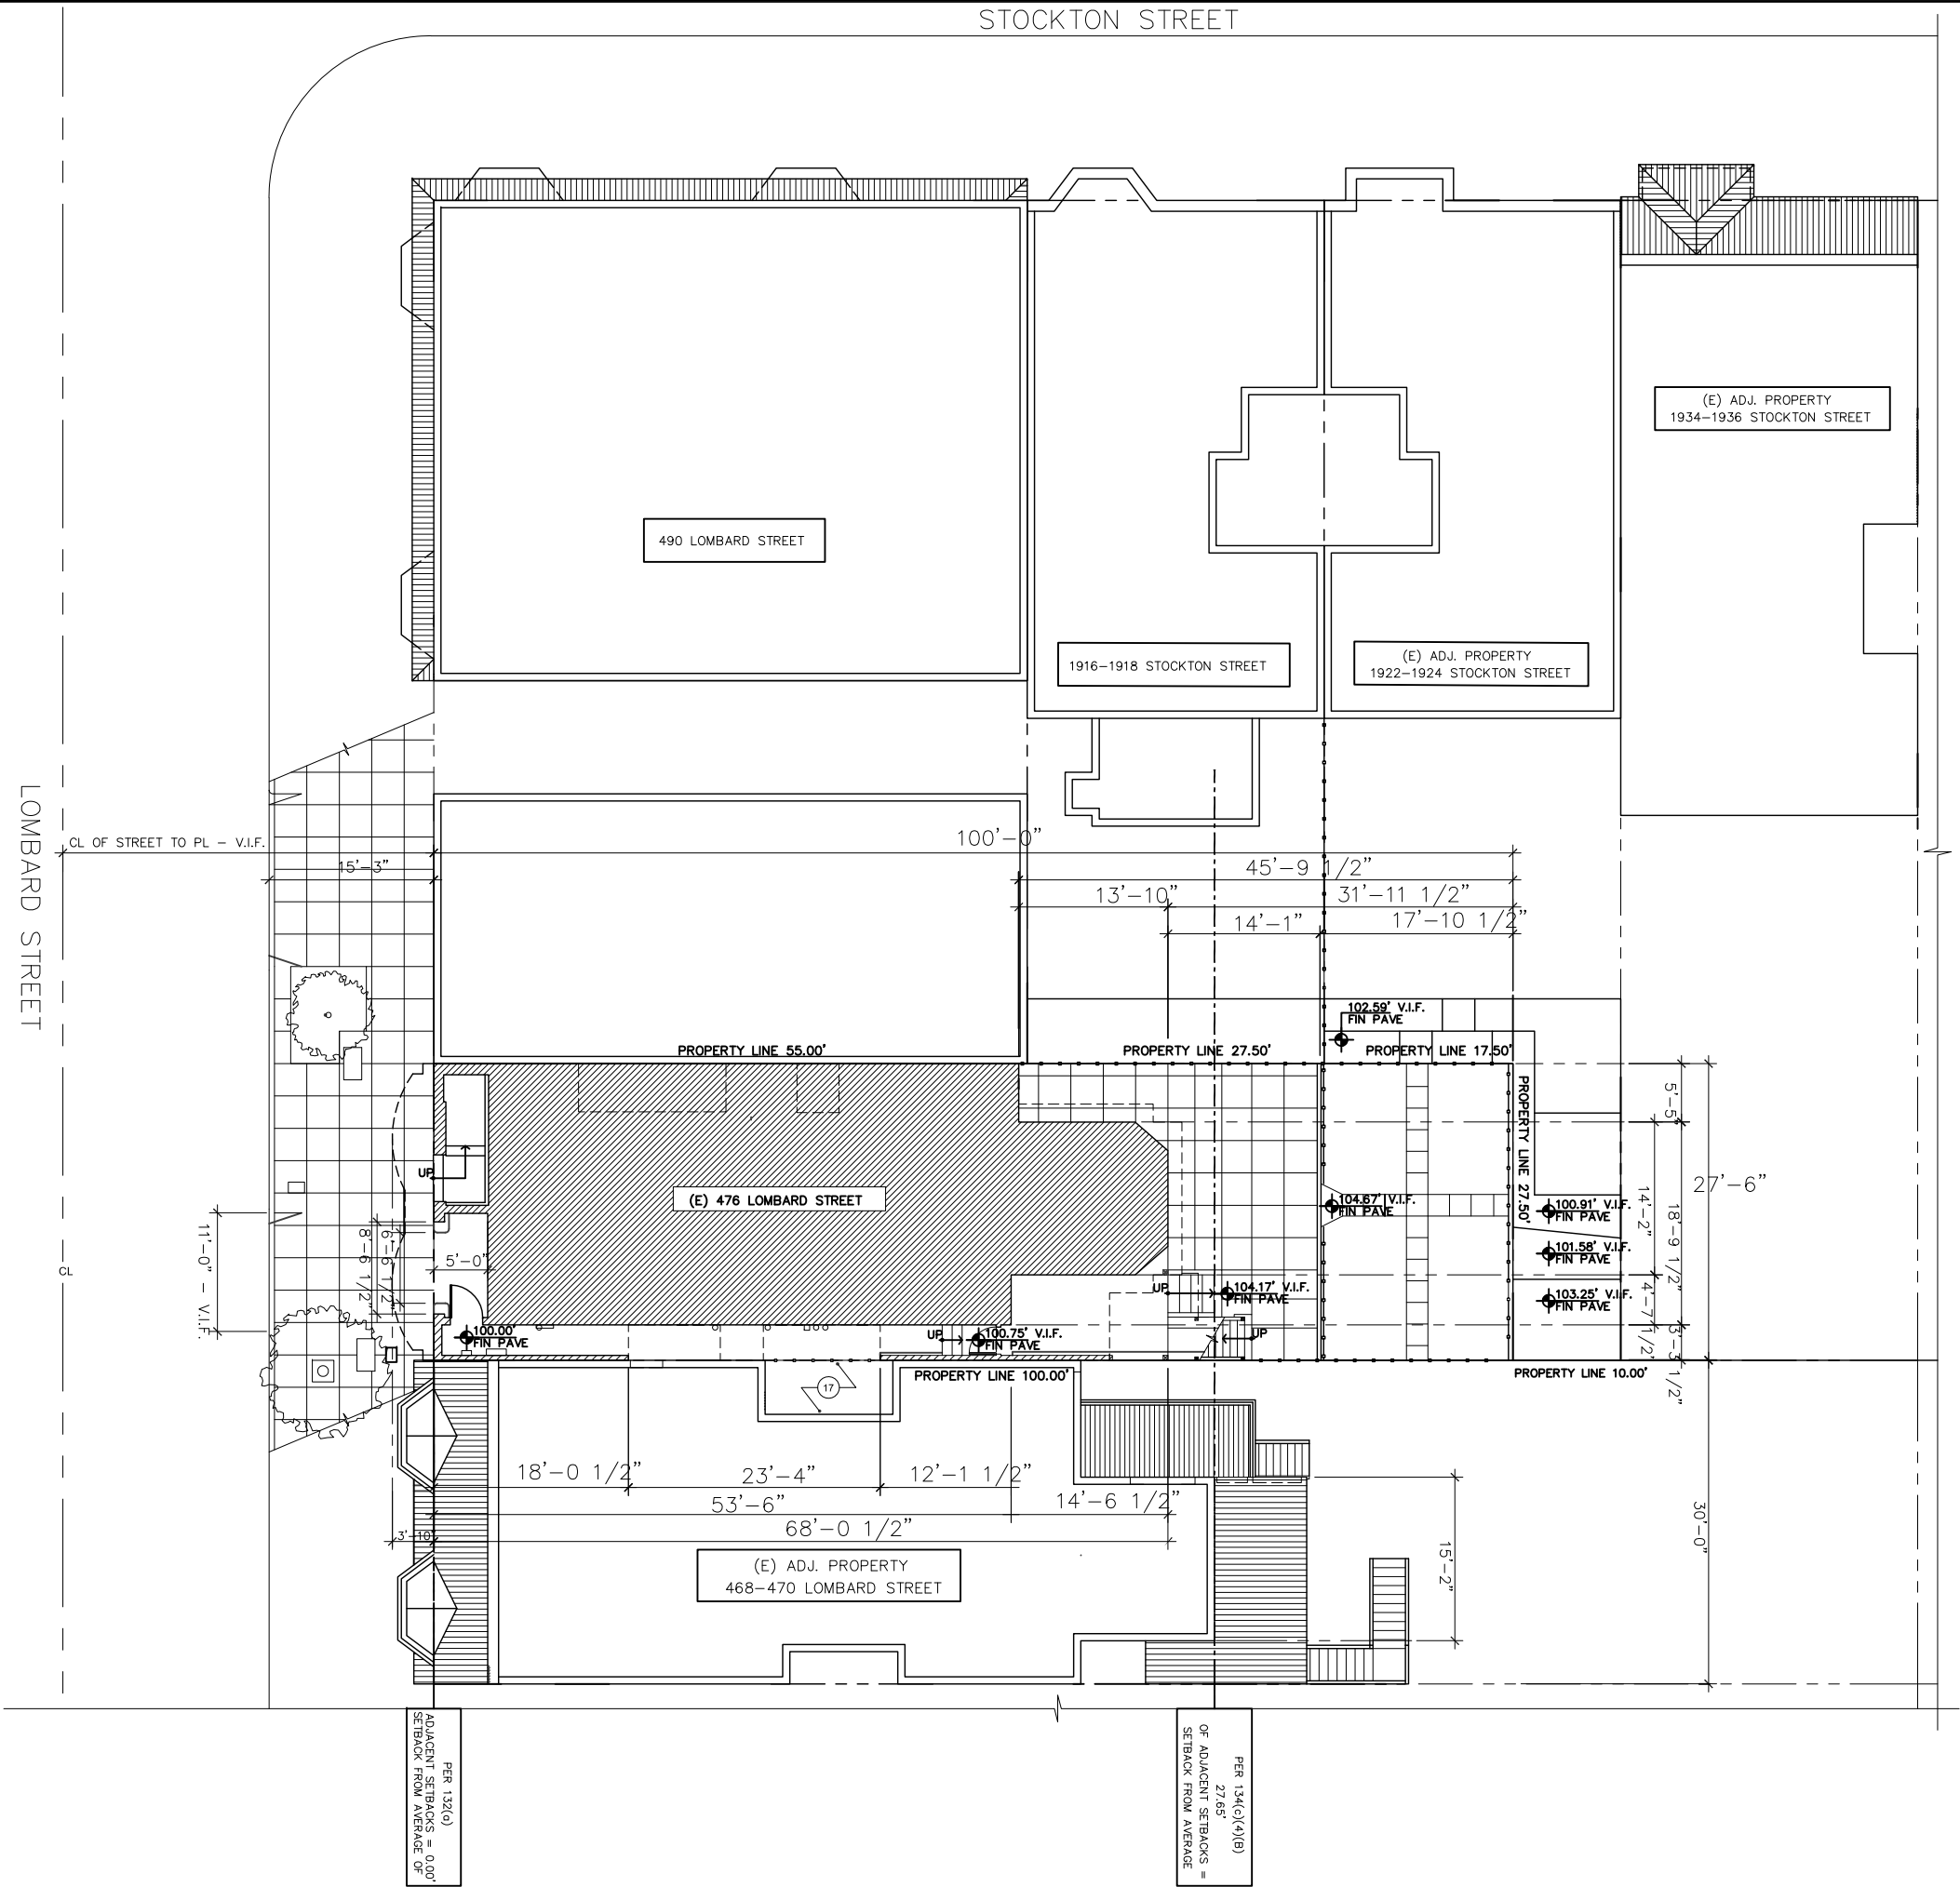 STOCKTON STREET
(E) ADJ. PROPERTY
1934-1936 STOCKTON STREET
490 LOMBARD STREET
1916-1918 STOCKTON STREET
(E) ADJ. PROPERTY
1922-1924 STOCKTON STREET
LOMBARD STREET
CL OF STREET TO PL - V.I.F.
100'-0"
15'-3"
45'-9 1/2"
13'-10"
31'-11 1/2"
14'-1"
17'-10 1/2"
102.59' V.I.F.
FIN PAVE
PROPERTY LINE 55.00'
PROPERTY LINE 27.50'
PROPERTY LINE 17.50'
PROPERTY LINE 27.50'
5'-5"
27'-6"
14'-2"
18'-9 1/2"
4'-7 1/2"
3'-3 1/2"
UP
(E) 476 LOMBARD STREET
104.67' V.I.F.
FIN PAVE
100.91' V.I.F.
FIN PAVE
101.58' V.I.F.
FIN PAVE
103.25' V.I.F.
FIN PAVE
CL
11'-0" - V.I.F.
8'-6 1/2"
6'-6 1/2"
5'-0"
UP
104.17' V.I.F.
FIN PAVE
100.00'
FIN PAVE
UP
100.75' V.I.F.
FIN PAVE
UP
PROPERTY LINE 100.00'
PROPERTY LINE 10.00'
17
18'-0 1/2"
23'-4"
12'-1 1/2"
53'-6"
14'-6 1/2"
68'-0 1/2"
3'-10"
15'-2"
30'-0"
(E) ADJ. PROPERTY
468-470 LOMBARD STREET
PER 132(a)
SETBACK FROM AVERAGE OF
ADJACENT SETBACKS = 0.00'
PER 134(c)(4)(B)
SETBACK FROM AVERAGE
OF ADJACENT SETBACKS =
27.65'